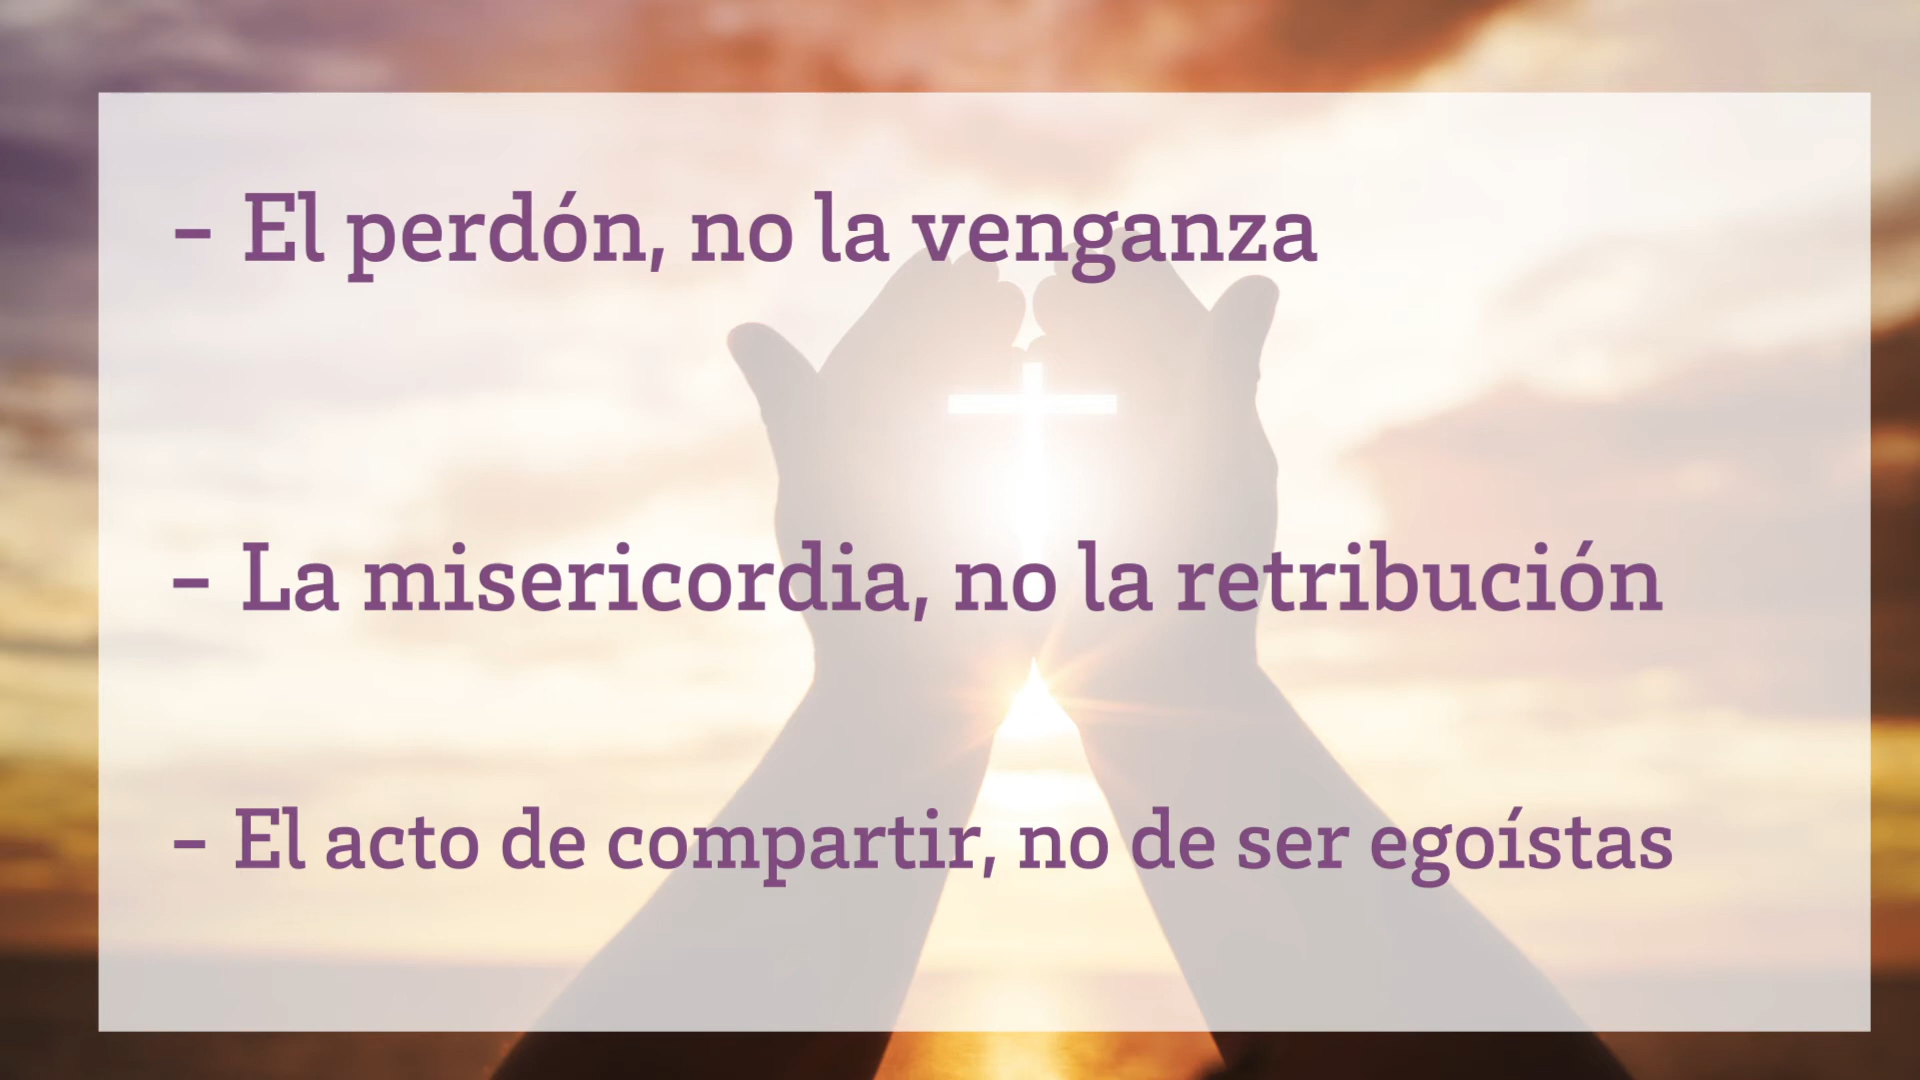 - El perdón, no la venganza
- La misericordia, no la retribución
- El acto de compartir, no de ser egoístas